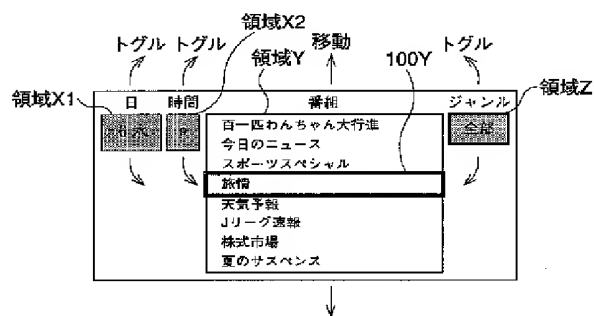 領域X2
トグル トグル 移動 トグル
領域Y 100Y
領域X1 領域Z
日 時間 番組 ジャンル
全部
百一匹わんちゃん大行進
今日のニュース
スポーツスペシャル
旅情
天気予報
Jリーグ速報
株式市場
夏のサスペンス